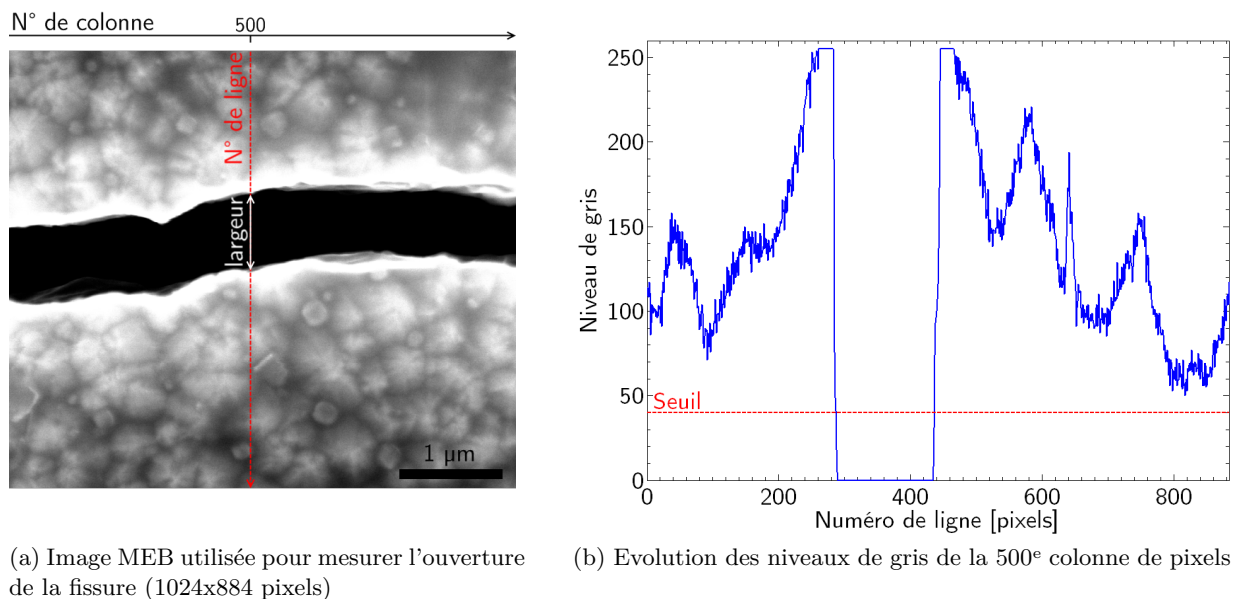 N° de colonne
500
N° de ligne
largeur
1 µm
(a) Image MEB utilisée pour mesurer l'ouverture
de la fissure (1024x884 pixels)
250
200
150
100
50
0
Niveau de gris
Seuil
0 200 400 600 800
Numéro de ligne [pixels]
(b) Evolution des niveaux de gris de la 500e colonne de pixels